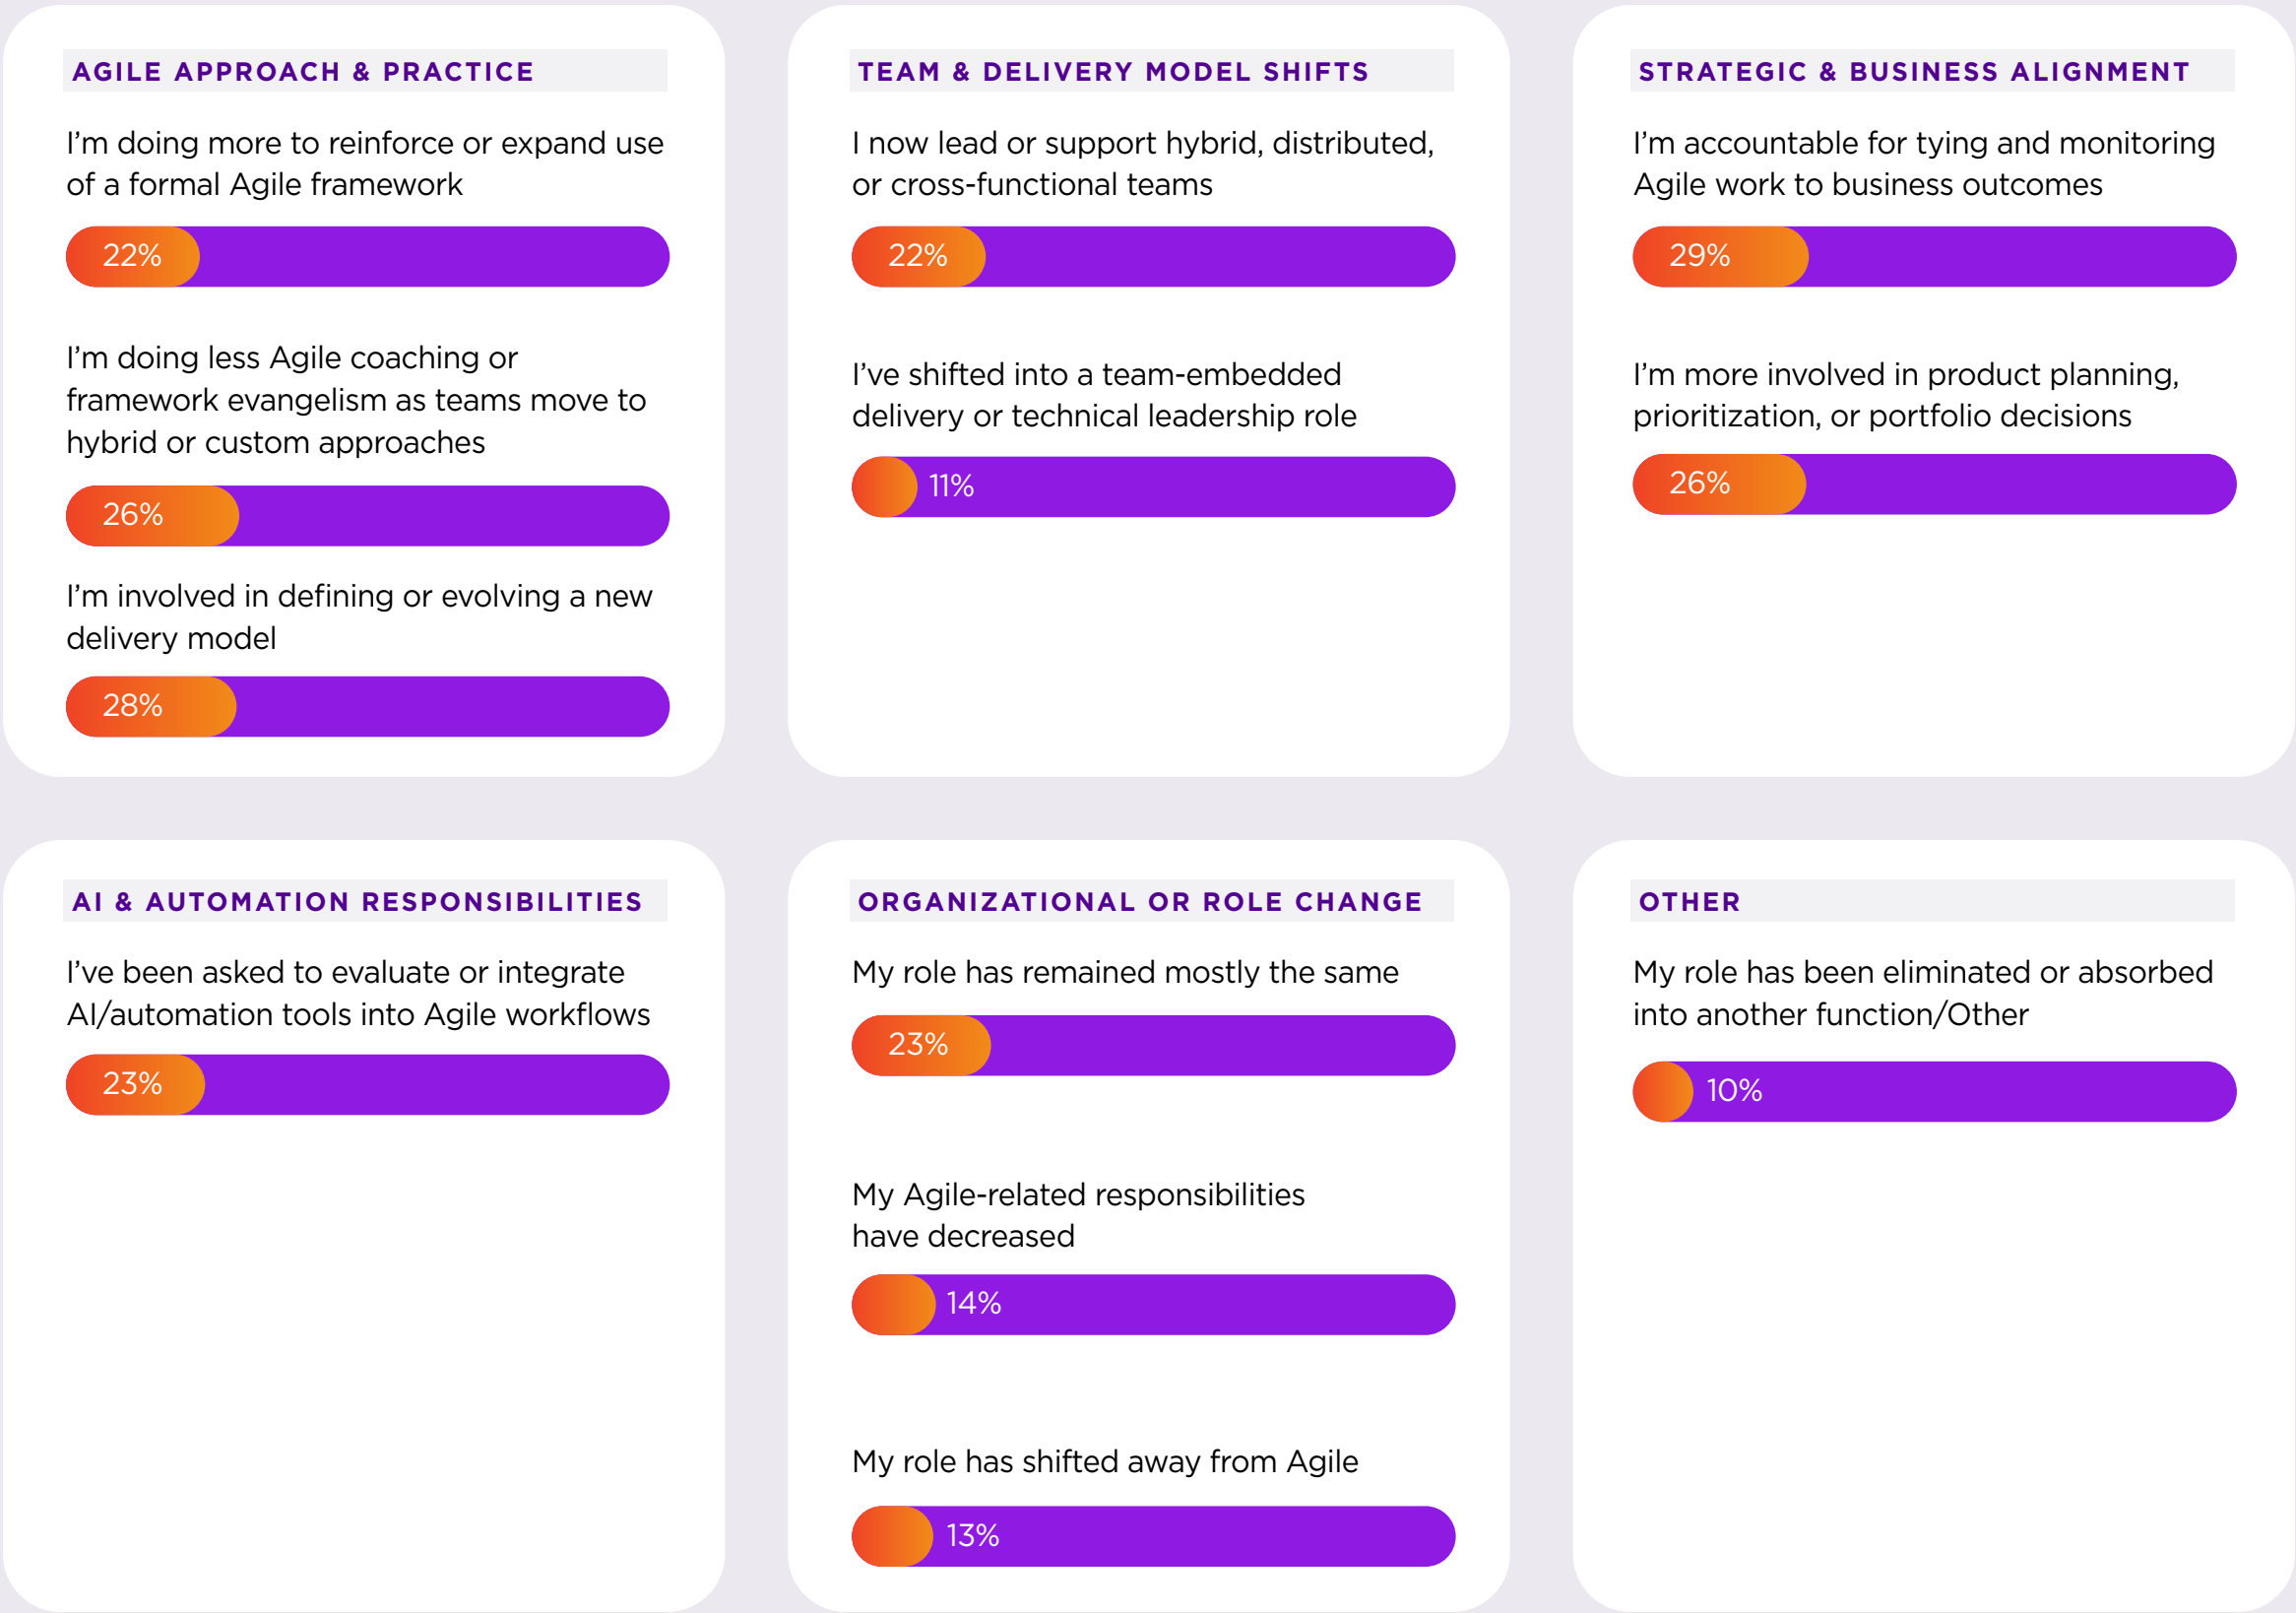 AGILE APPROACH & PRACTICE
I’m doing more to reinforce or expand use
of a formal Agile framework
22%
I’m doing less Agile coaching or
framework evangelism as teams move to
hybrid or custom approaches
26%
I’m involved in defining or evolving a new
delivery model
28%
TEAM & DELIVERY MODEL SHIFTS
I now lead or support hybrid, distributed,
or cross-functional teams
22%
I’ve shifted into a team-embedded
delivery or technical leadership role
11%
STRATEGIC & BUSINESS ALIGNMENT
I’m accountable for tying and monitoring
Agile work to business outcomes
29%
I’m more involved in product planning,
prioritization, or portfolio decisions
26%
AI & AUTOMATION RESPONSIBILITIES
I’ve been asked to evaluate or integrate
AI/automation tools into Agile workflows
23%
ORGANIZATIONAL OR ROLE CHANGE
My role has remained mostly the same
23%
My Agile-related responsibilities
have decreased
14%
My role has shifted away from Agile
13%
OTHER
My role has been eliminated or absorbed
into another function/Other
10%